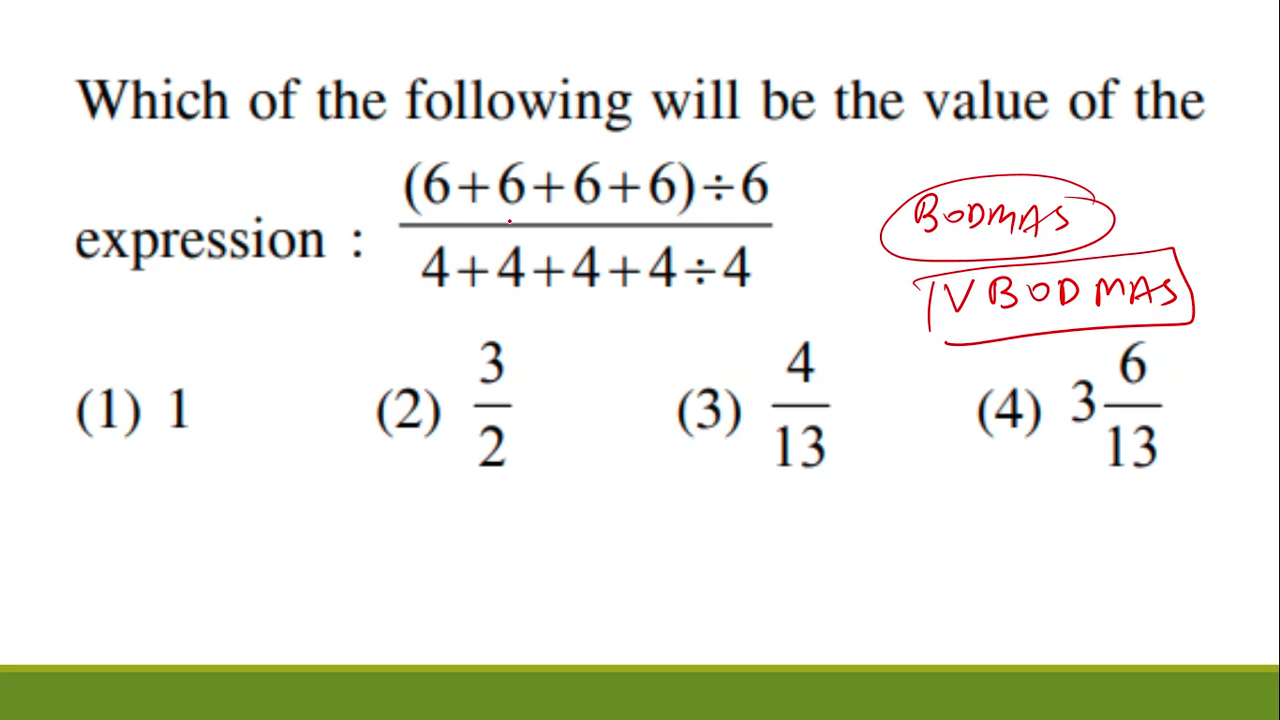 Which of the following will be the value of the
expression : (6+6+6+6)÷6
4+4+4+4÷4
BODMAS
VBODMAS
(1) 1 (2) 3/2 (3) 4/13 (4) 3 6/13